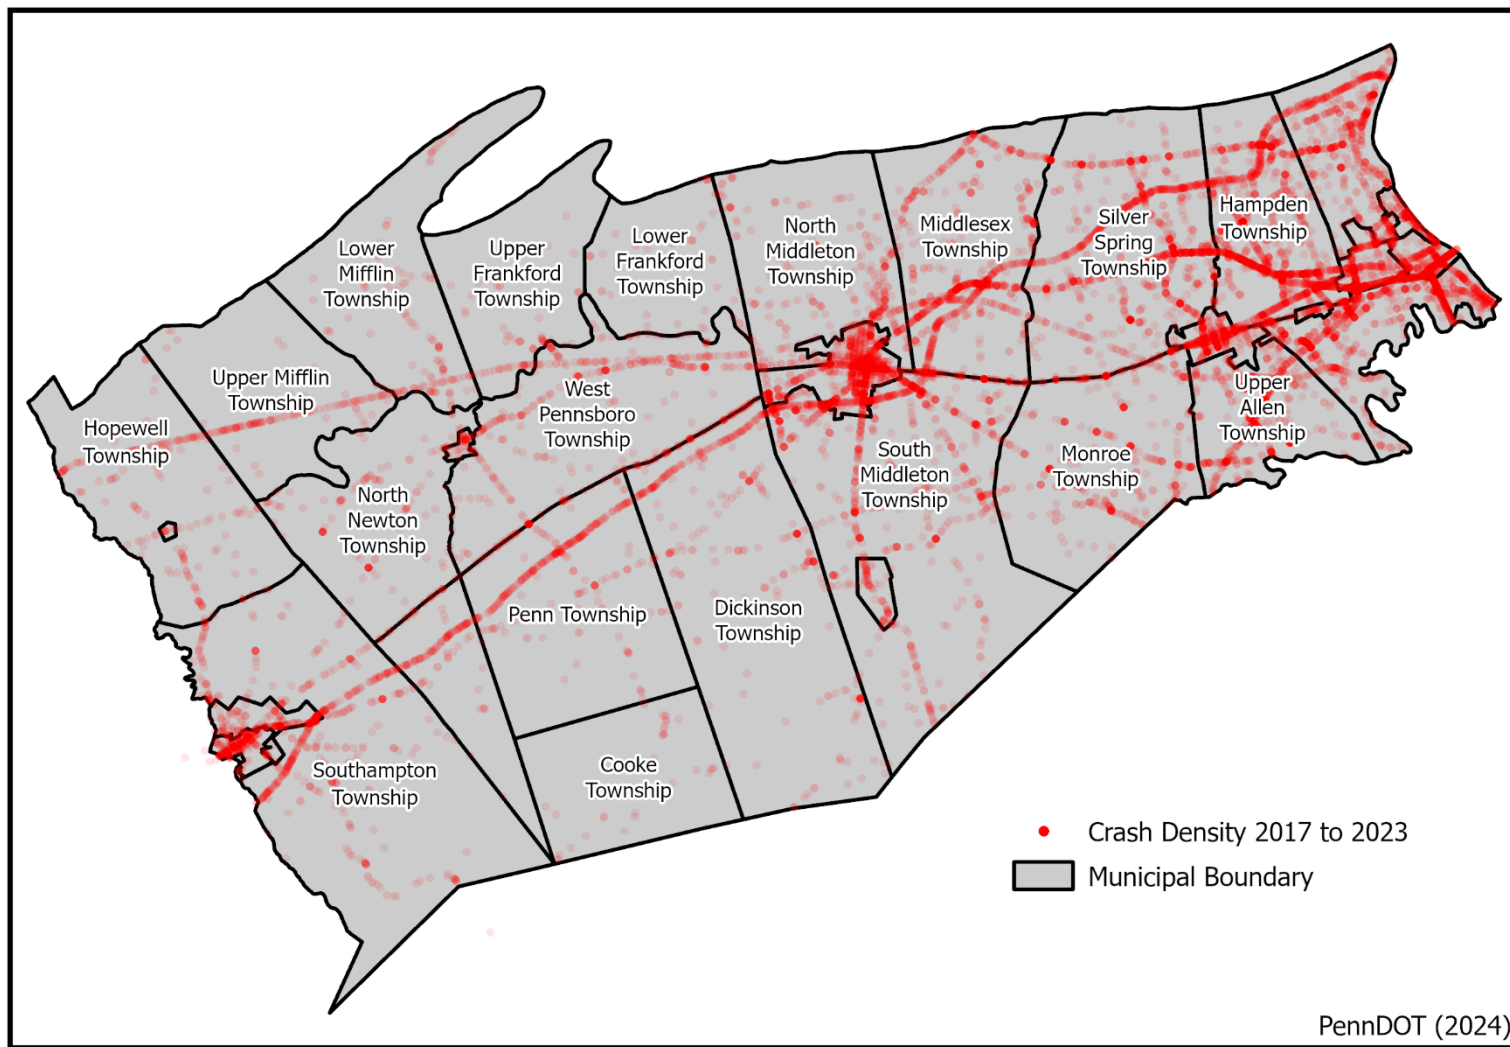 Lower
Mifflin
Township
Upper
Frankford
Township
Lower
Frankford
Township
North
Middleton
Township
Middlesex
Township
Silver
Spring
Township
Hampden
Township
Hopewell
Township
Upper Mifflin
Township
West
Pennsboro
Township
North
Newton
Township
South
Middleton
Township
Monroe
Township
Upper
Allen
Township
Penn Township
Dickinson
Township
Southampton
Township
Cooke
Township
Crash Density 2017 to 2023
Municipal Boundary
PennDOT (2024)